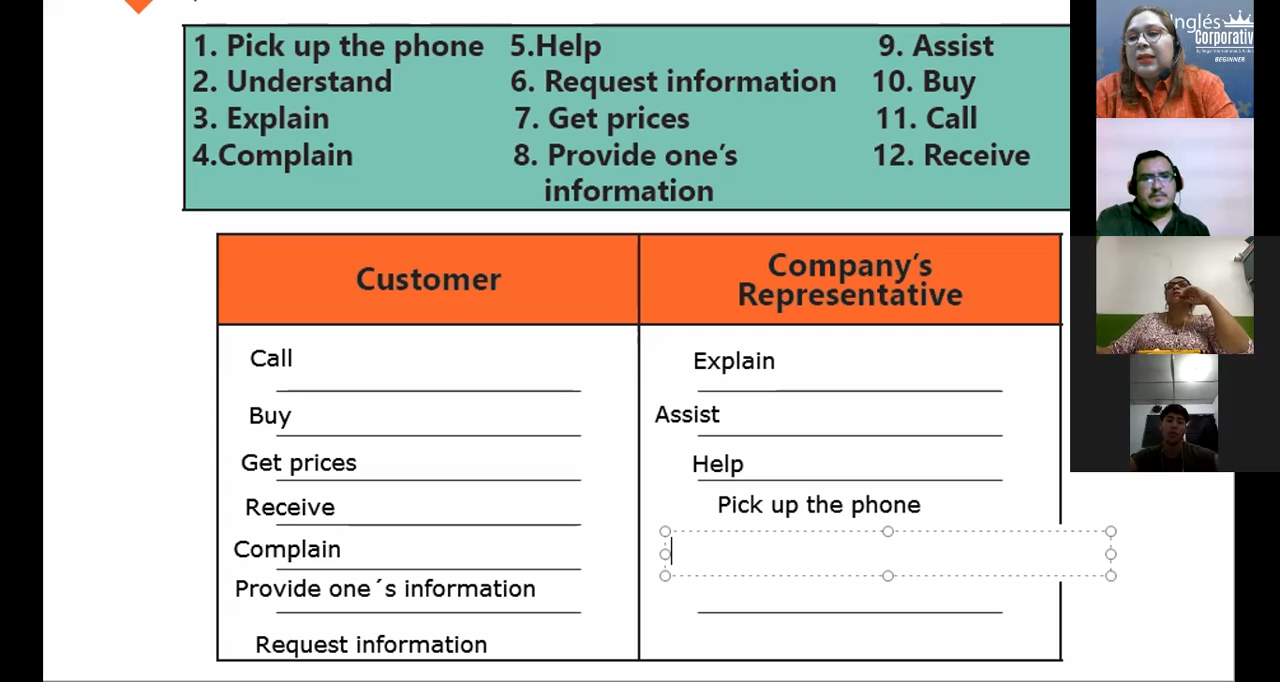 1. Pick up the phone
2. Understand
3. Explain
4.Complain
5.Help
6. Request information
7. Get prices
8. Provide one's
information
9. Assist
10. Buy
11. Call
12. Receive
Customer
Company's
Representative
Call
Buy
Get prices
Receive
Complain
Provide one´s information
Request information
Explain
Assist
Help
Pick up the phone
Inglés
Corporativ
BEGINNER